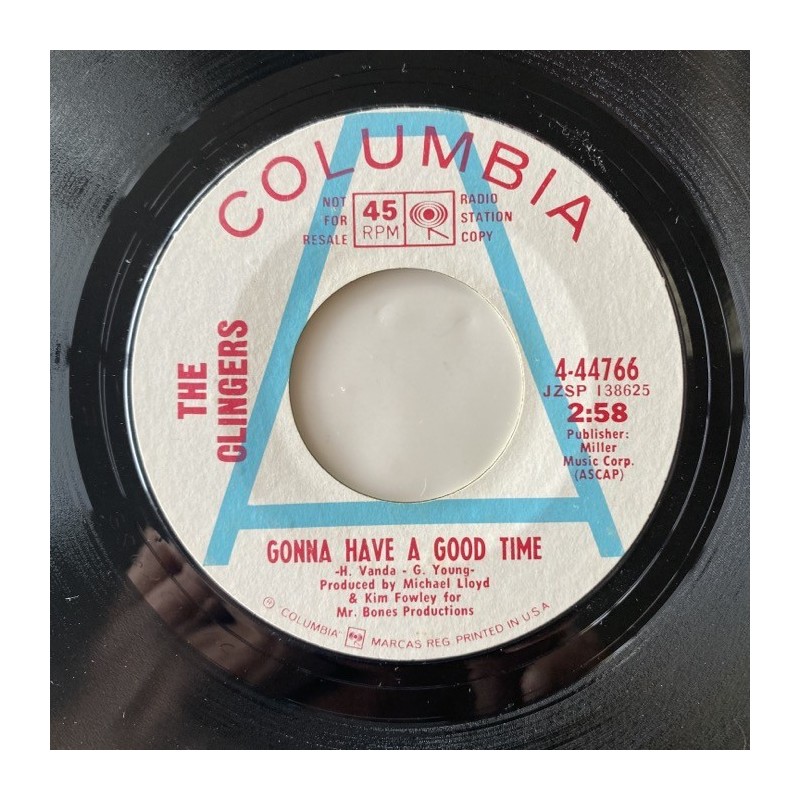 COLUMBIA
NOT
FOR
RESALE
45
RPM
RADIO
STATION
COPY
THE
CLINGERS
4-44766
JZSP 138625
2:58
Publisher:
Miller
Music Corp.
(ASCAP)
GONNA HAVE A GOOD TIME
-H. Vanda - G. Young-
Produced by Michael Lloyd
& Kim Fowley for
Mr. Bones Productions
® "COLUMBIA" MARCAS REG. PRINTED IN U.S.A.